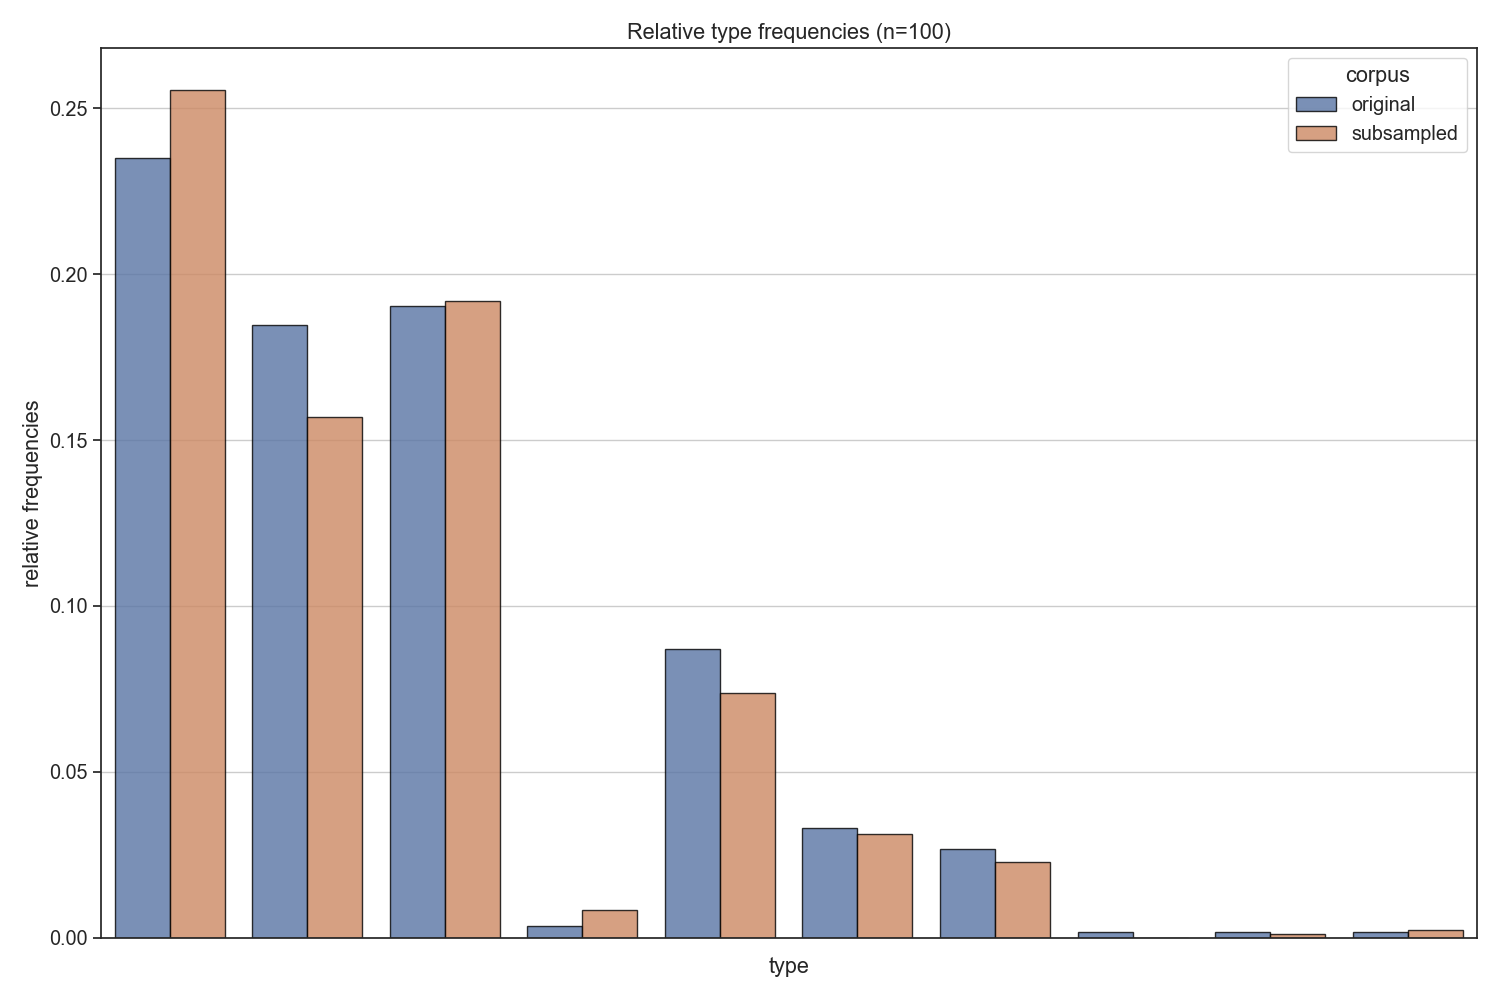 Relative type frequencies (n=100)
corpus
original
subsampled
relative frequencies
0.25
0.20
0.15
0.10
0.05
0.00
type